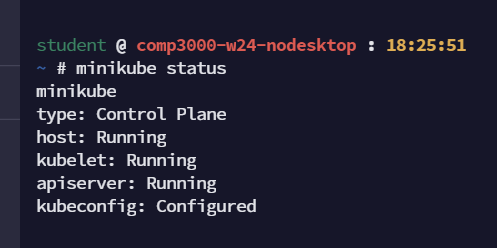 student @ comp3000-w24-nodesktop : 18:25:51
~ # minikube status
minikube
type: Control Plane
host: Running
kubelet: Running
apiserver: Running
kubeconfig: Configured